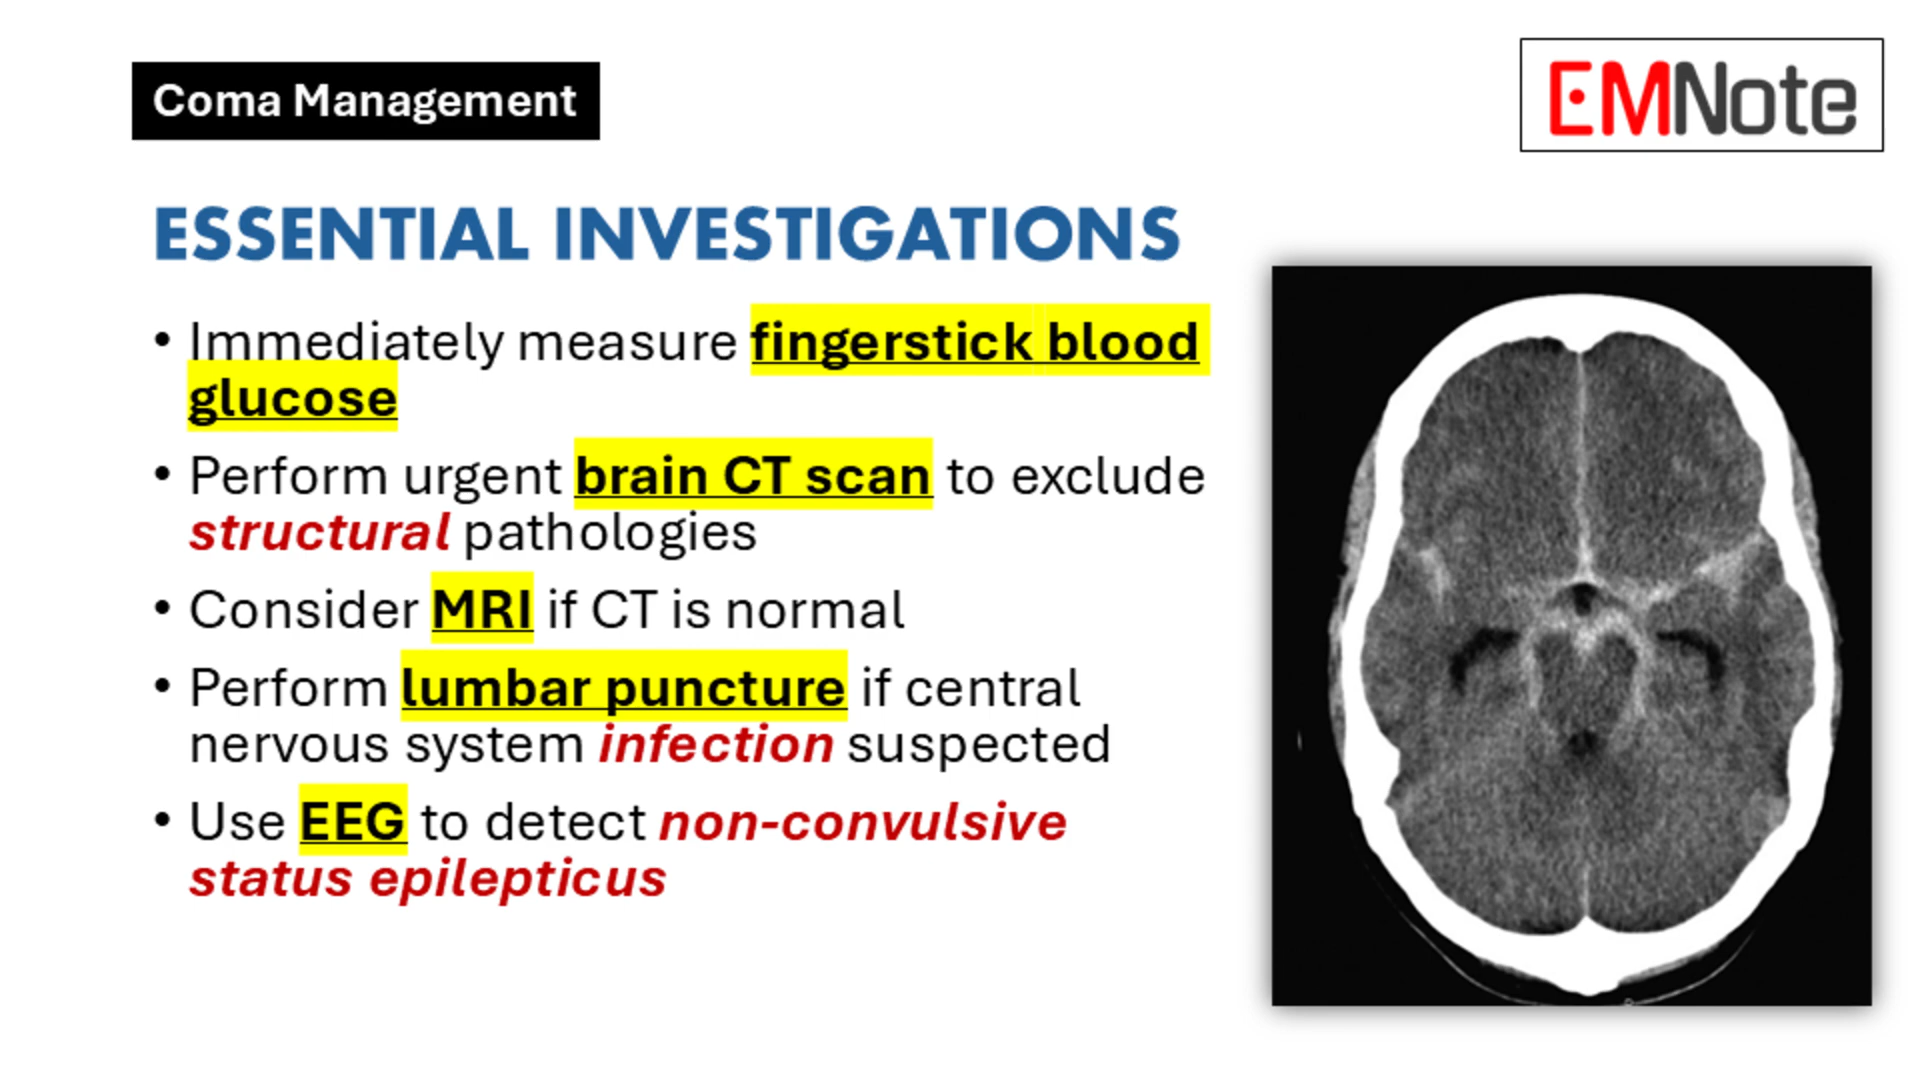 Coma Management
EMNote
ESSENTIAL INVESTIGATIONS
• Immediately measure fingerstick blood
glucose
• Perform urgent brain CT scan to exclude
structural pathologies
• Consider MRI if CT is normal
• Perform lumbar puncture if central
nervous system infection suspected
• Use EEG to detect non-convulsive
status epilepticus